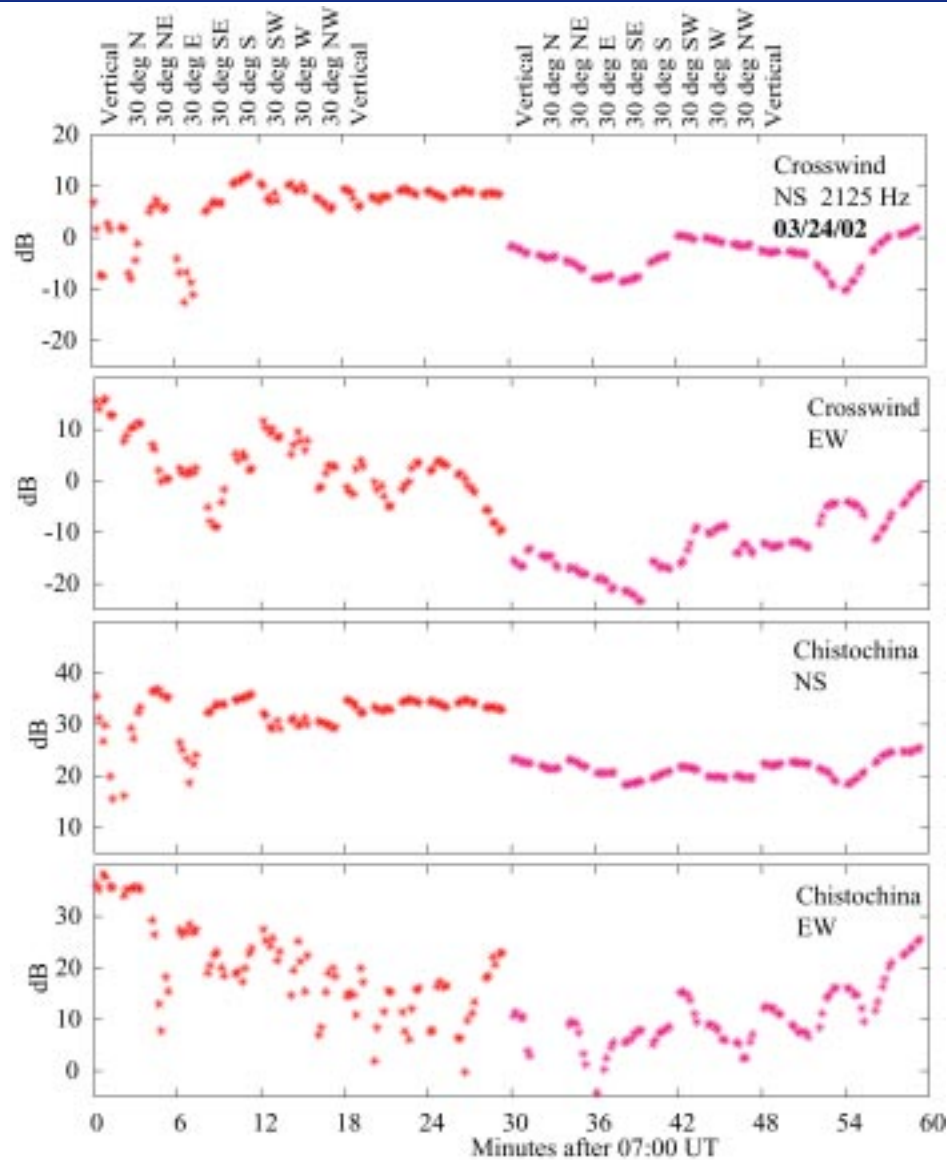 Vertical
30 deg N
30 deg NE
30 deg E
30 deg SE
30 deg S
30 deg SW
30 deg W
30 deg NW
Vertical
Vertical
30 deg N
30 deg NE
30 deg E
30 deg SE
30 deg S
30 deg SW
30 deg W
30 deg NW
Vertical
20
10
0
-10
-20
dB
Crosswind
NS 2125 Hz
03/24/02
10
0
-10
-20
dB
Crosswind
EW
40
30
20
10
dB
Chistochina
NS
30
20
10
0
dB
Chistochina
EW
0 6 12 18 24 30 36 42 48 54 60
Minutes after 07:00 UT